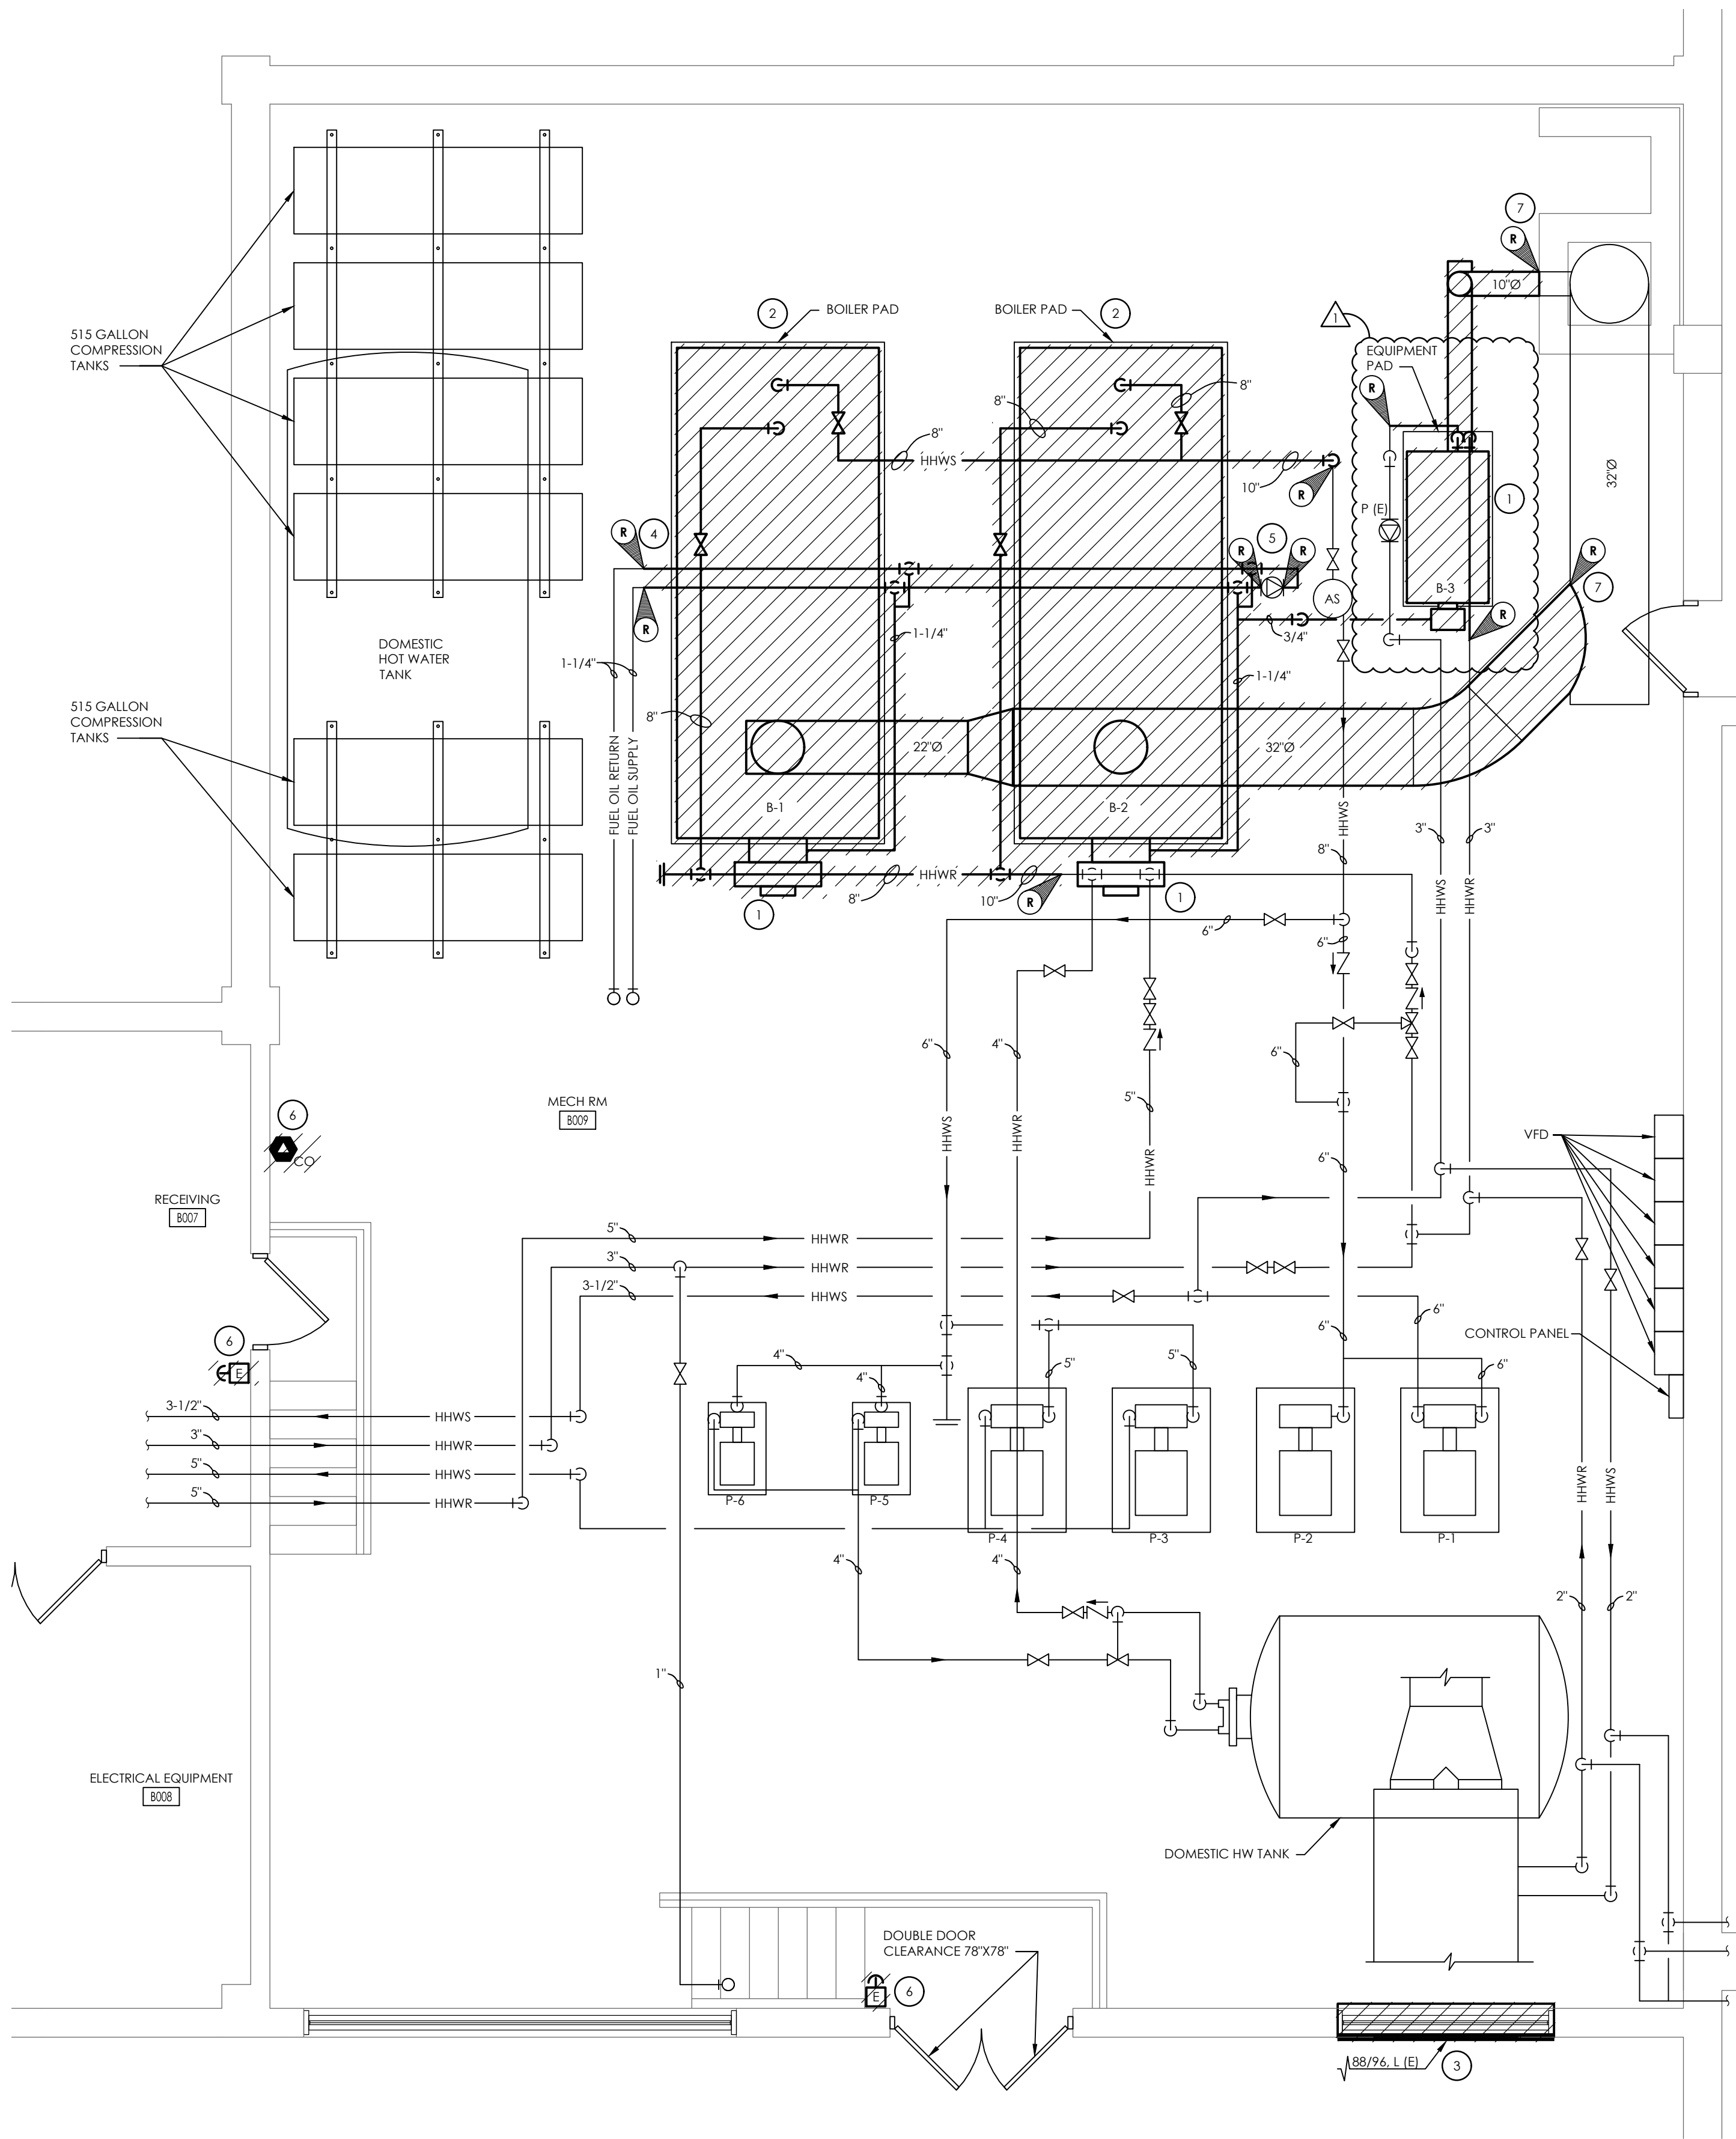 7
R
10"Ø
2
BOILER PAD
BOILER PAD
2
1
515 GALLON
COMPRESSION
TANKS
EQUIPMENT
PAD
R
8"
8"
8"
HHWS
10"
R
32"Ø
1
P (E)
R
4
5
R
R
R
7
B-3
AS
R
R
3/4"
1-1/4"
DOMESTIC
HOT WATER
TANK
1-1/4"
1-1/4"
515 GALLON
COMPRESSION
TANKS
8"
22"Ø
32"Ø
FUEL OIL RETURN
FUEL OIL SUPPLY
B-1
B-2
HHWS
3"
3"
8"
HHWR
8"
10"
R
1
1
HHWS
HHWR
6"
6"
6"
4"
6"
5"
MECH RM
B009
6
CO
HHWS
HHWR
HHWR
VFD
6"
RECEIVING
B007
5"
HHWR
3"
HHWR
3-1/2"
HHWS
6"
6"
CONTROL PANEL
6
E
4"
4"
5"
5"
6"
3-1/2"
HHWS
3"
HHWR
5"
HHWS
5"
HHWR
P-6
P-5
P-4
P-3
P-2
P-1
HHWR
HHWS
4"
4"
2"
2"
1"
ELECTRICAL EQUIPMENT
B008
DOMESTIC HW TANK
DOUBLE DOOR
CLEARANCE 78"X78"
E
6
88/96, L (E)
3